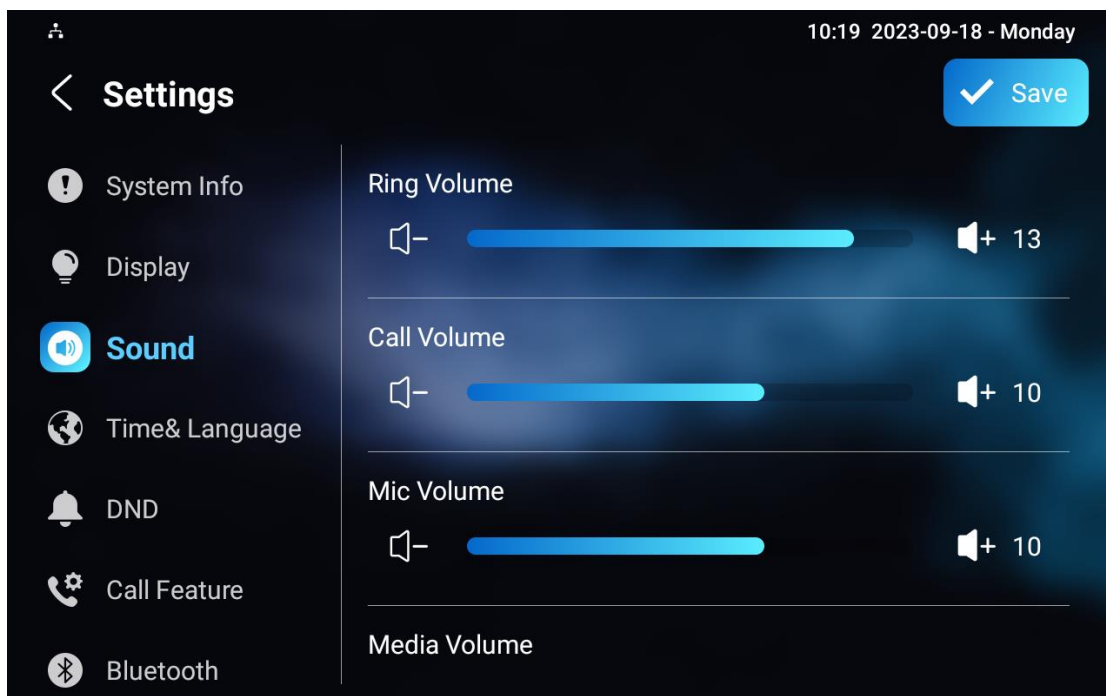 10:19 2023-09-18 - Monday
Settings
Save
System Info
Display
Sound
Time& Language
DND
Call Feature
Bluetooth
Ring Volume
13
Call Volume
10
Mic Volume
10
Media Volume